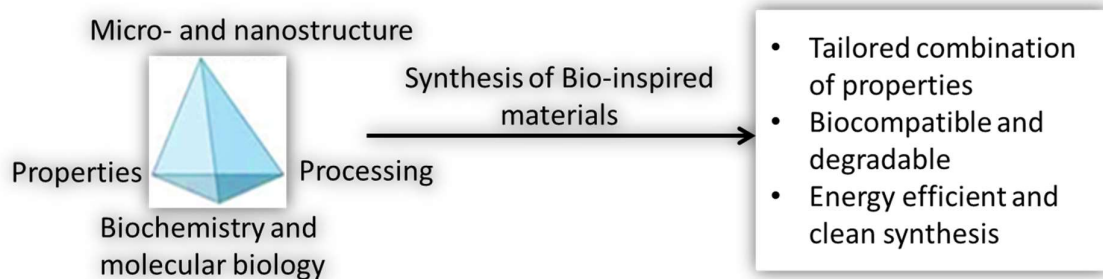 Micro- and nanostructure
Properties
Processing
Biochemistry and
molecular biology
Synthesis of Bio-inspired
materials
• Tailored combination
of properties
• Biocompatible and
degradable
• Energy efficient and
clean synthesis